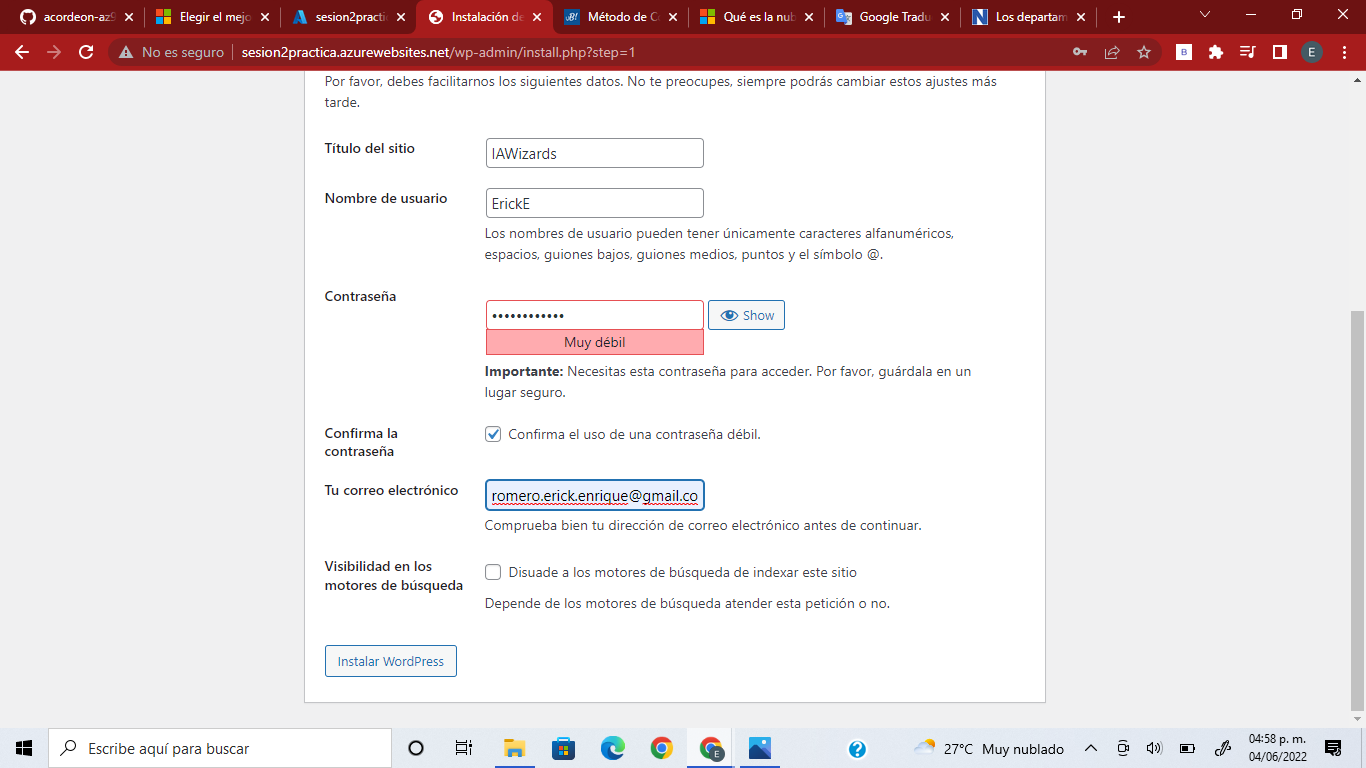 acordeon-az9
Elegir el mejo
sesion2practi
Instalación de
Método de C
Qué es la nub
Google Tradu
Los departam
No es seguro sesion2practica.azurewebsites.net/wp-admin/install.php?step=1
Por favor, debes facilitarnos los siguientes datos. No te preocupes, siempre podrás cambiar estos ajustes más
tarde.
Título del sitio
IAWizards
Nombre de usuario
ErickE
Los nombres de usuario pueden tener únicamente caracteres alfanuméricos,
espacios, guiones bajos, guiones medios, puntos y el símbolo @.
Contraseña
•••••••••••• Show
Muy débil
Importante: Necesitas esta contraseña para acceder. Por favor, guárdala en un
lugar seguro.
Confirma la
contraseña
Confirma el uso de una contraseña débil.
Tu correo electrónico
romero.erick.enrique@gmail.co
Comprueba bien tu dirección de correo electrónico antes de continuar.
Visibilidad en los
motores de búsqueda
Disuade a los motores de búsqueda de indexar este sitio
Depende de los motores de búsqueda atender esta petición o no.
Instalar WordPress
Escribe aquí para buscar
27°C Muy nublado
04:58 p. m.
04/06/2022